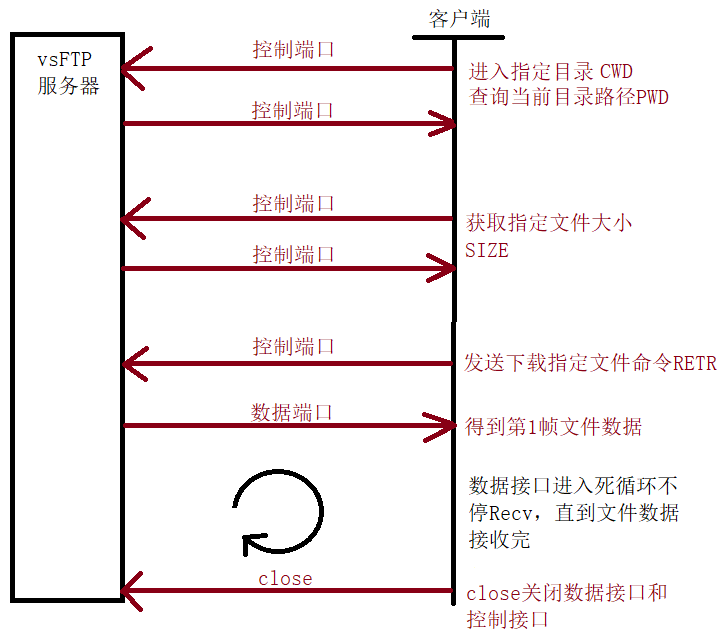 客户端
vsFTP
服务器
控制端口
进入指定目录 CWD
查询当前目录路径PWD
控制端口
控制端口
获取指定文件大小
SIZE
控制端口
控制端口
发送下载指定文件命令RETR
数据端口
得到第1帧文件数据
数据接口进入死循环不
停Recv，直到文件数据
接收完
close
close关闭数据接口和
控制接口